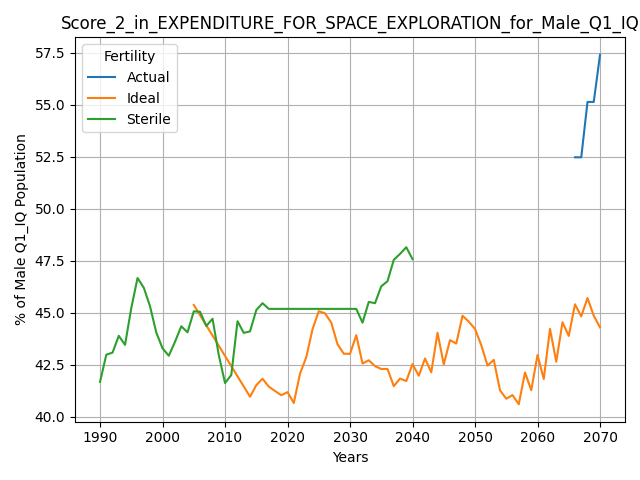 Score_2_in_EXPENDITURE_FOR_SPACE_EXPLORATION_for_Male_Q1_IQ
Fertility
Actual
Ideal
Sterile
57.5
55.0
52.5
50.0
47.5
45.0
42.5
40.0
% of Male Q1_IQ Population
1990 2000 2010 2020 2030 2040 2050 2060 2070
Years